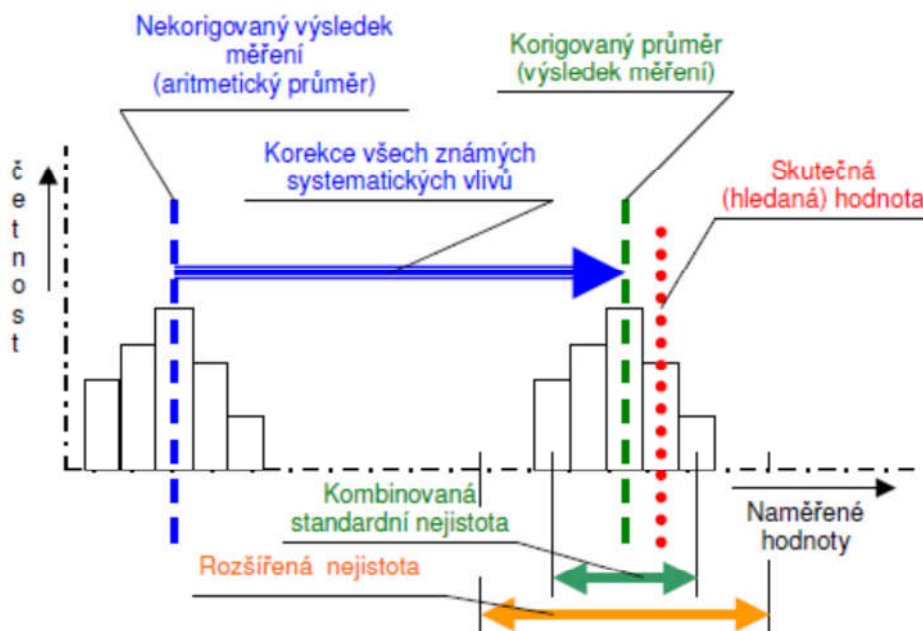 Nekorigovaný výsledek
měření
(aritmetický průměr)
Korigovaný průměr
(výsledek měření)
Korekce všech známých
systematických vlivů
Skutečná
(hledaná) hodnota
četnost
Kombinovaná
standardní nejistota
Naměřené
hodnoty
Rozšířená nejistota